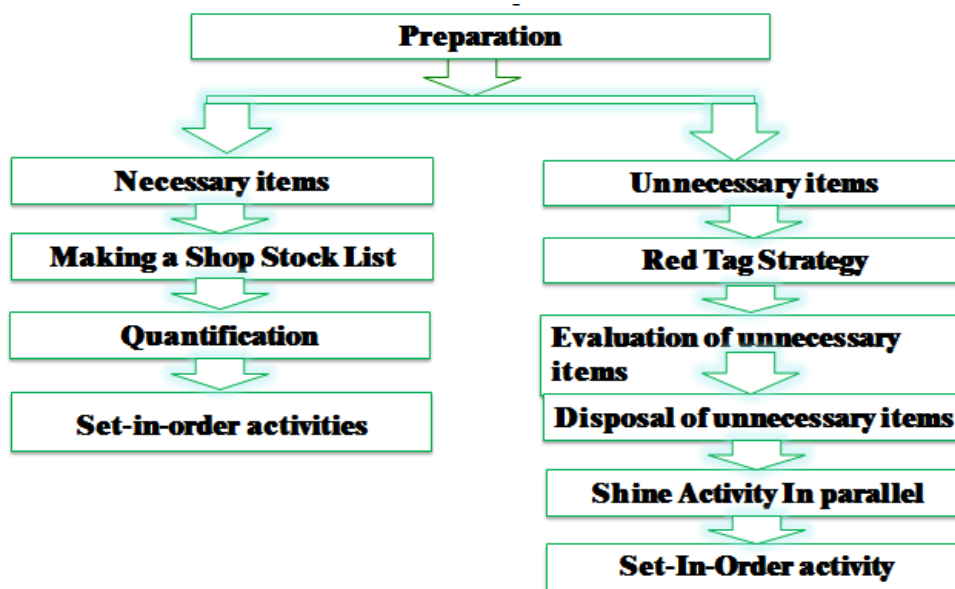 Preparation
Necessary items
Making a Shop Stock List
Quantification
Set-in-order activities
Unnecessary items
Red Tag Strategy
Evaluation of unnecessary
items
Disposal of unnecessary items
Shine Activity In parallel
Set-In-Order activity